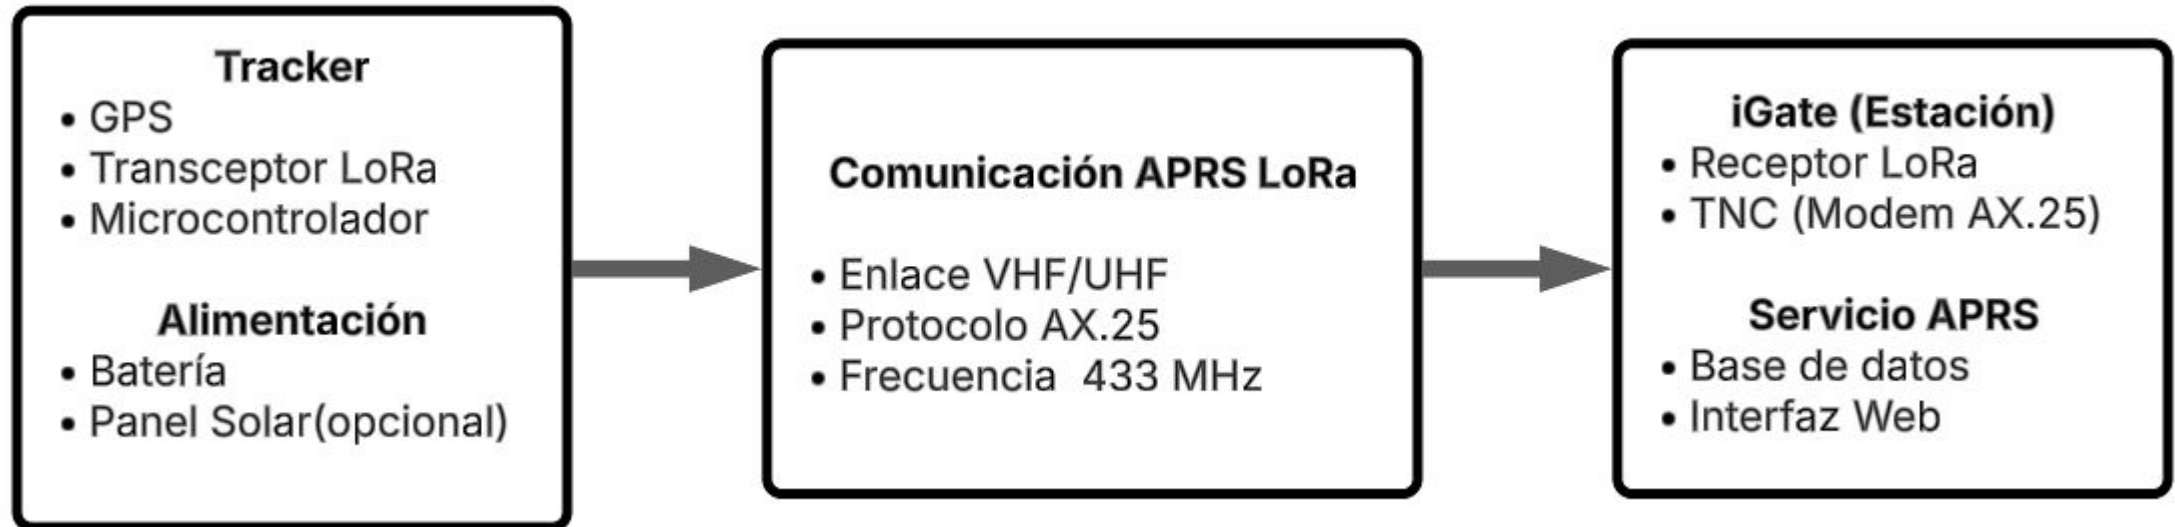 Tracker
• GPS
• Transceptor LoRa
• Microcontrolador
Alimentación
• Batería
• Panel Solar(opcional)
Comunicación APRS LoRa
• Enlace VHF/UHF
• Protocolo AX.25
• Frecuencia  433 MHz
iGate (Estación)
• Receptor LoRa
• TNC (Modem AX.25)
Servicio APRS
• Base de datos
• Interfaz Web